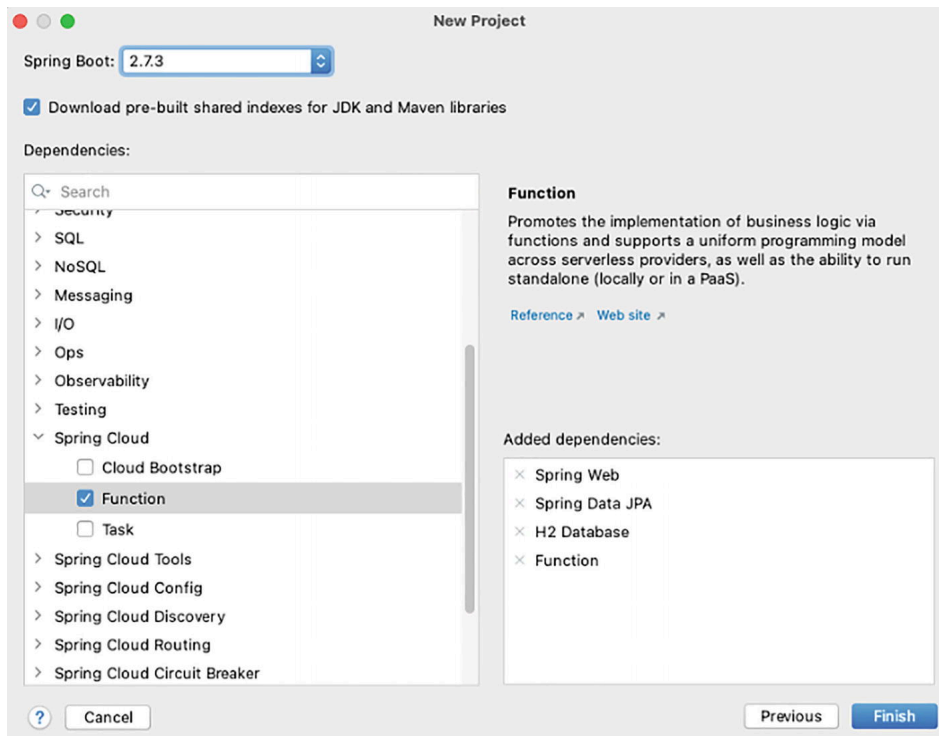 New Project
Spring Boot: 2.7.3
Download pre-built shared indexes for JDK and Maven libraries
Dependencies:
Search
Security
SQL
NoSQL
Messaging
I/O
Ops
Observability
Testing
Spring Cloud
Cloud Bootstrap
Function
Task
Spring Cloud Tools
Spring Cloud Config
Spring Cloud Discovery
Spring Cloud Routing
Spring Cloud Circuit Breaker
Function
Promotes the implementation of business logic via
functions and supports a uniform programming model
across serverless providers, as well as the ability to run
standalone (locally or in a PaaS).
Reference Web site
Added dependencies:
Spring Web
Spring Data JPA
H2 Database
Function
? Cancel Previous Finish